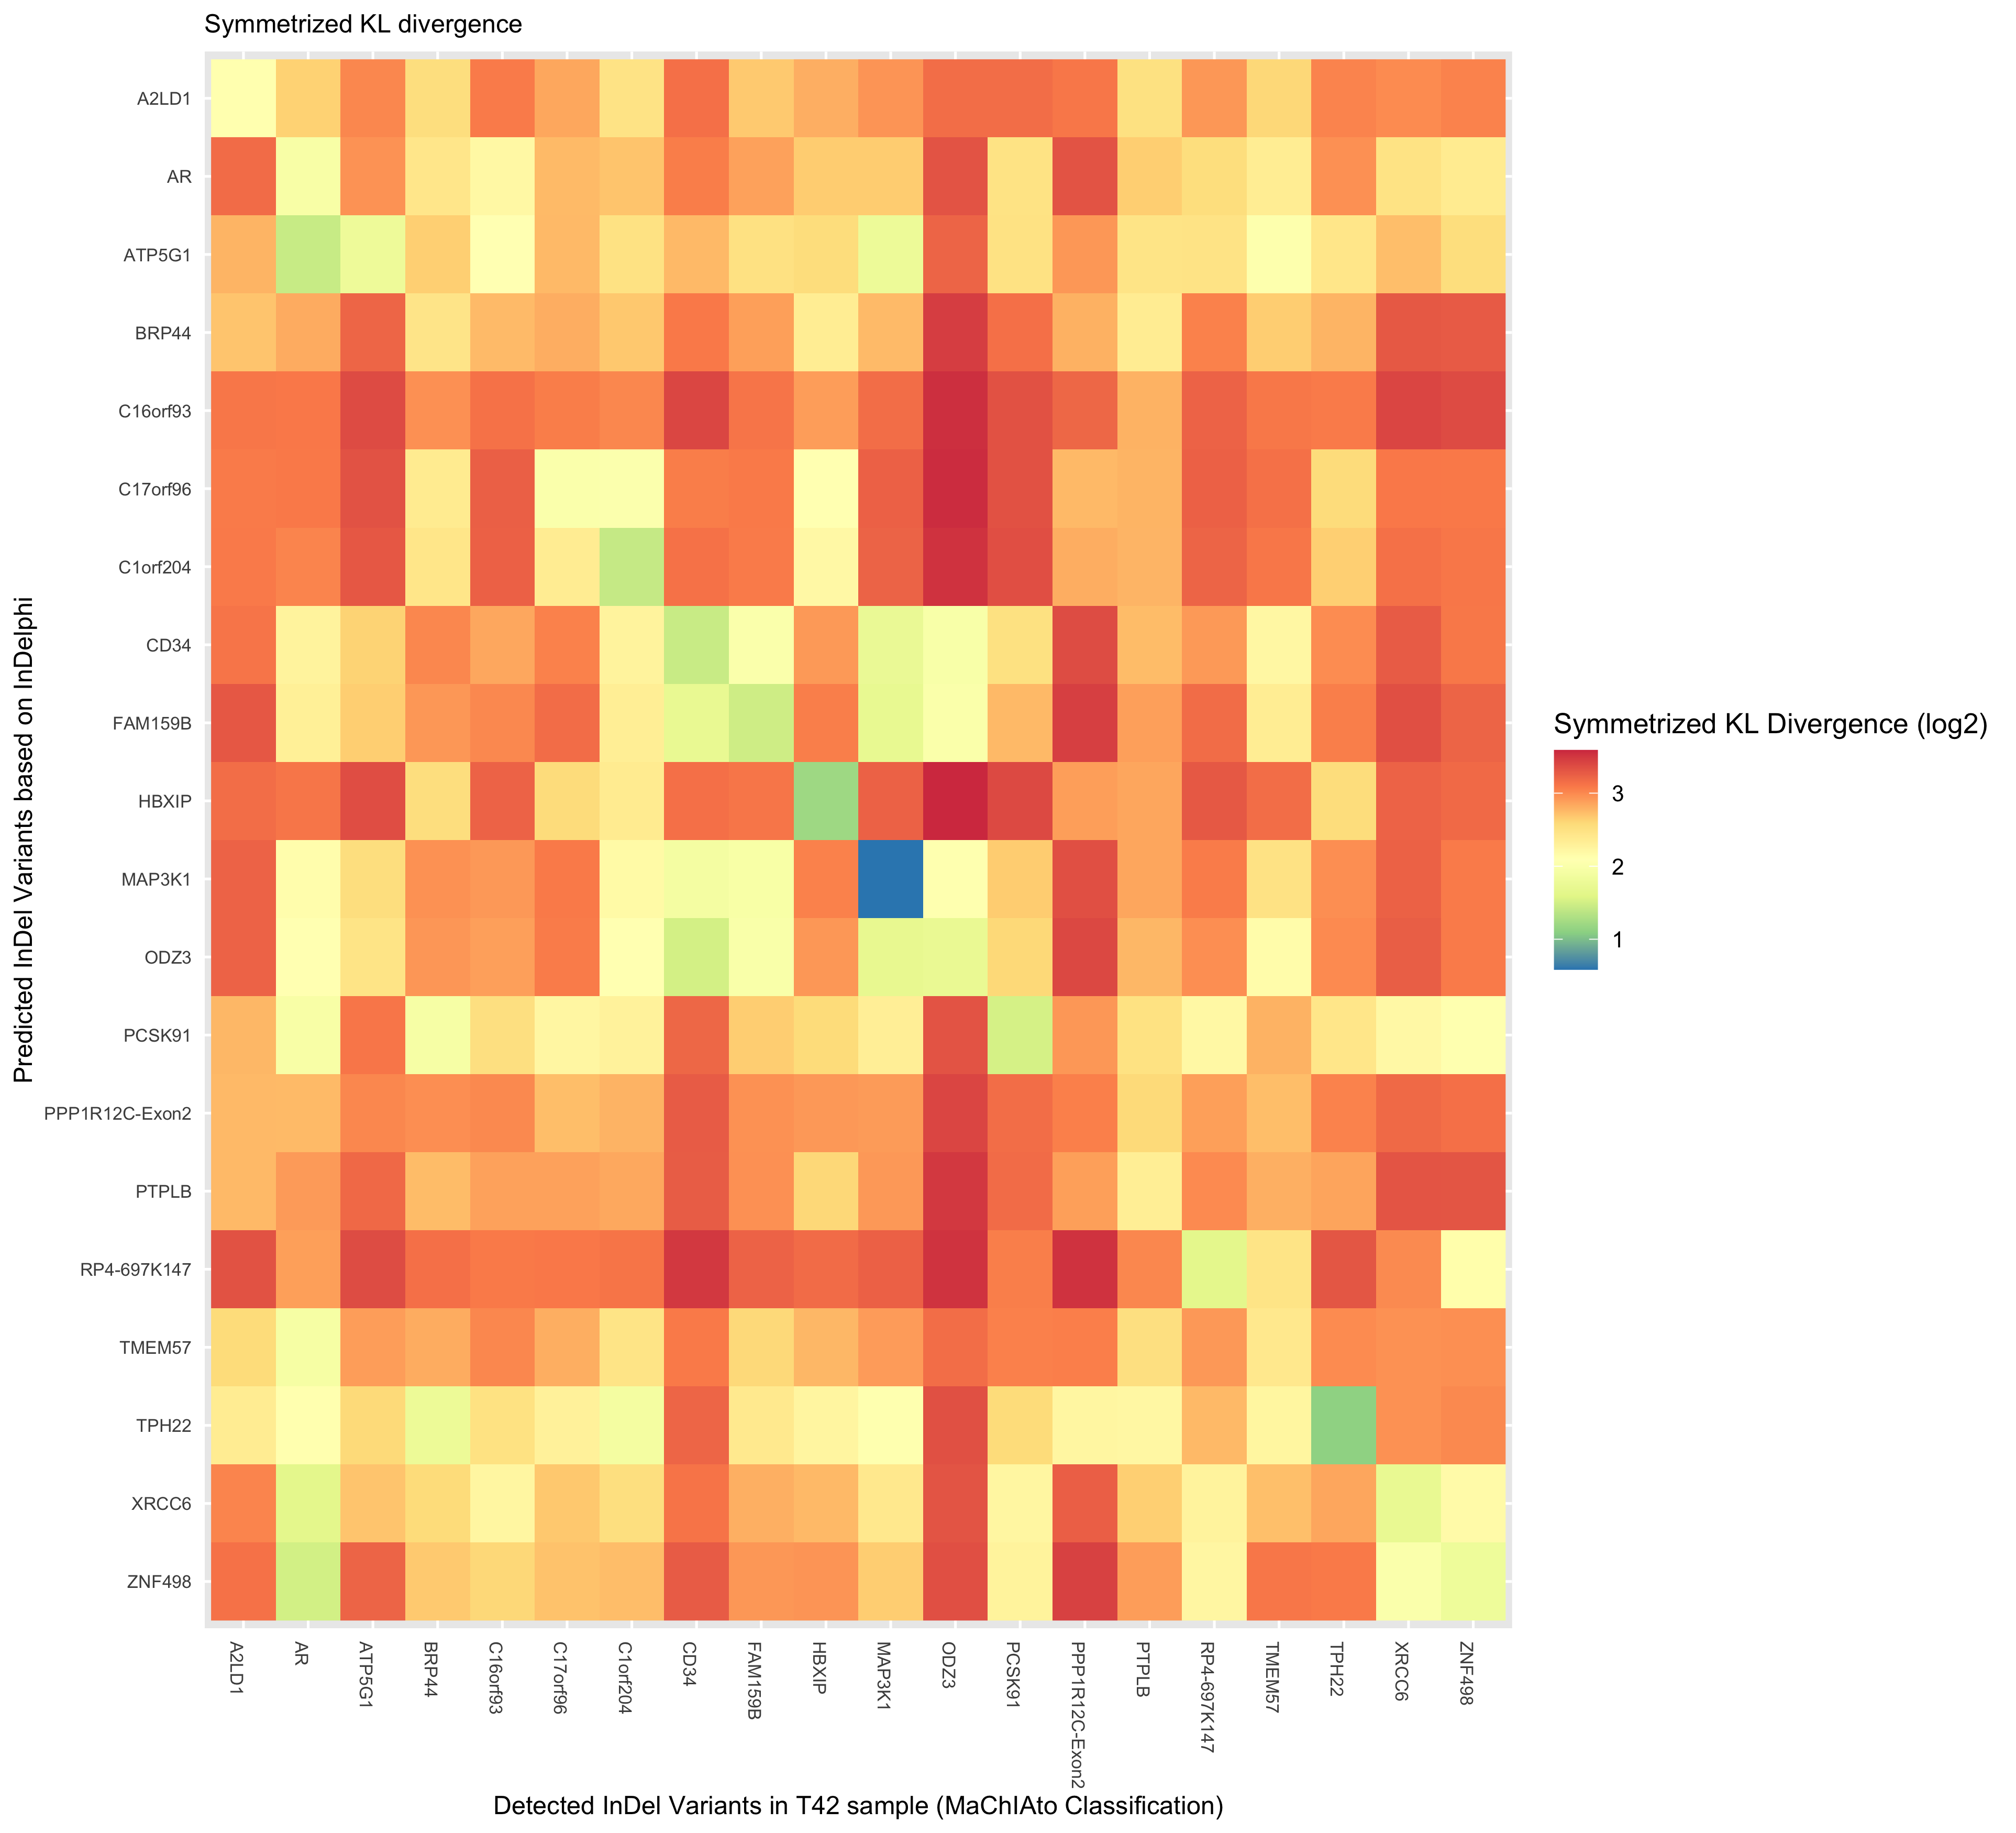 Symmetrized KL divergence
A2LD1
AR
ATP5G1
BRP44
C16orf93
C17orf96
C1orf204
CD34
FAM159B
HBXIP
MAP3K1
ODZ3
PCSK91
PPP1R12C-Exon2
PTPLB
RP4-697K147
TMEM57
TPH22
XRCC6
ZNF498
Predicted InDel Variants based on InDelphi
A2LD1
AR
ATP5G1
BRP44
C16orf93
C17orf96
C1orf204
CD34
FAM159B
HBXIP
MAP3K1
ODZ3
PCSK91
PPP1R12C-Exon2
PTPLB
RP4-697K147
TMEM57
TPH22
XRCC6
ZNF498
Detected InDel Variants in T42 sample (MaChIAto Classification)
Symmetrized KL Divergence (log2)
3
2
1